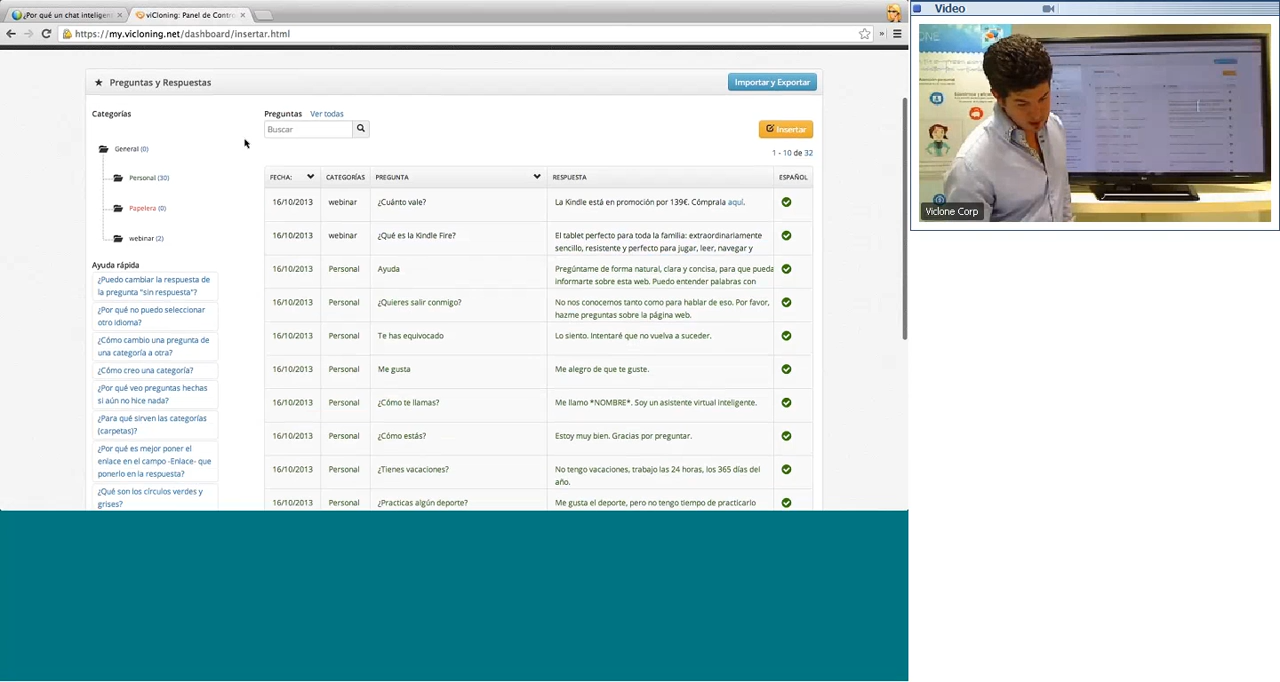 ¿Por qué un chat inteligen
viCloning: Panel de Contro
https://my.vicloning.net/dashboard/insertar.html
Video
Preguntas y Respuestas
Importar y Exportar
Categorías
General (0)
Personal (30)
Papelera (0)
webinar (2)
Ayuda rápida
¿Puedo cambiar la respuesta de
la pregunta "sin respuesta"?
¿Por qué no puedo seleccionar
otro idioma?
¿Cómo cambio una pregunta de
una categoría a otra?
¿Cómo creo una categoría?
¿Por qué veo preguntas hechas
si aún no hice nada?
¿Para qué sirven las categorías
(carpetas)?
¿Por qué es mejor poner el
enlace en el campo -Enlace- que
ponerlo en la respuesta?
¿Qué son los círculos verdes y
grises?
Preguntas Ver todas
Buscar
Insertar
1 - 10 de 32
FECHA: CATEGORÍAS PREGUNTA RESPUESTA ESPAÑOL
16/10/2013 webinar ¿Cuánto vale? La Kindle está en promoción por 139€. Cómprala aquí.
16/10/2013 webinar ¿Qué es la Kindle Fire? El tablet perfecto para toda la familia: extraordinariamente
sencillo, resistente y perfecto para jugar, leer, navegar y
16/10/2013 Personal Ayuda Pregúntame de forma natural, clara y concisa, para que pueda
informarte sobre esta web. Puedo entender palabras con
16/10/2013 Personal ¿Quieres salir conmigo? No nos conocemos tanto como para hablar de eso. Por favor,
hazme preguntas sobre la página web.
16/10/2013 Personal Te has equivocado Lo siento. Intentaré que no vuelva a suceder.
16/10/2013 Personal Me gusta Me alegro de que te guste.
16/10/2013 Personal ¿Cómo te llamas? Me llamo *NOMBRE*. Soy un asistente virtual inteligente.
16/10/2013 Personal ¿Cómo estás? Estoy muy bien. Gracias por preguntar.
16/10/2013 Personal ¿Tienes vacaciones? No tengo vacaciones, trabajo las 24 horas, los 365 días del
año.
16/10/2013 Personal ¿Practicas algún deporte? Me gusta el deporte, pero no tengo tiempo de practicarlo
Viclone Corp